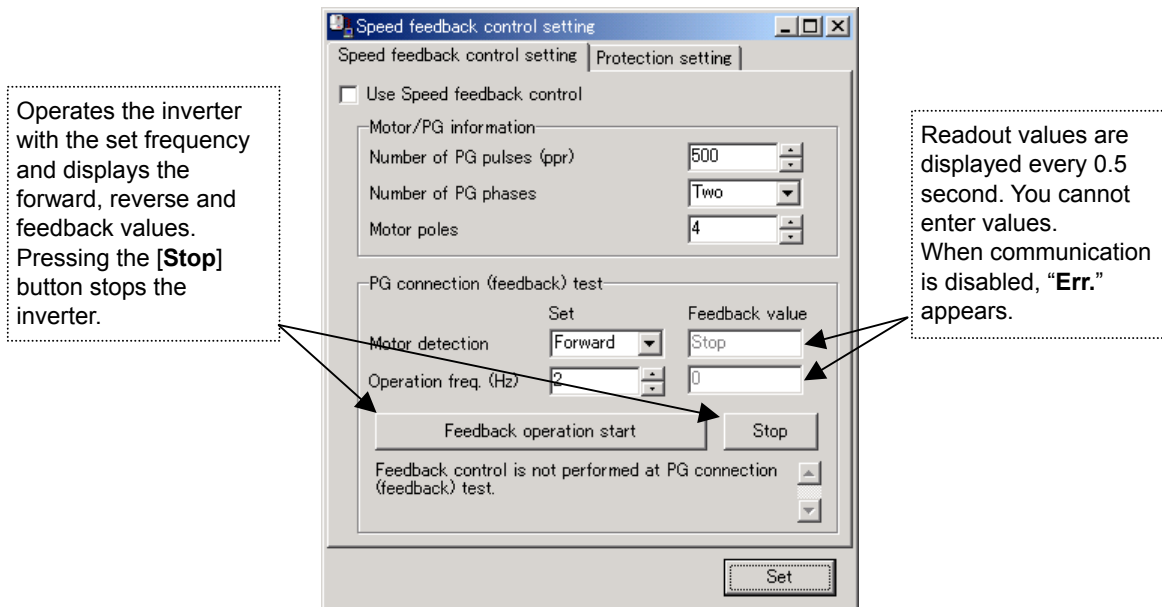 Speed feedback control setting
Speed feedback control setting
Protection setting
Use Speed feedback control
Motor/PG information
Number of PG pulses (ppr)
500
Number of PG phases
Two
Motor poles
4
PG connection (feedback) test
Set
Feedback value
Motor detection
Forward
Stop
Operation freq. (Hz)
2
0
Feedback operation start
Stop
Feedback control is not performed at PG connection
(feedback) test.
Set
Operates the inverter
with the set frequency
and displays the
forward, reverse and
feedback values.
Pressing the [Stop]
button stops the
inverter.
Readout values are
displayed every 0.5
second. You cannot
enter values.
When communication
is disabled, “Err.”
appears.